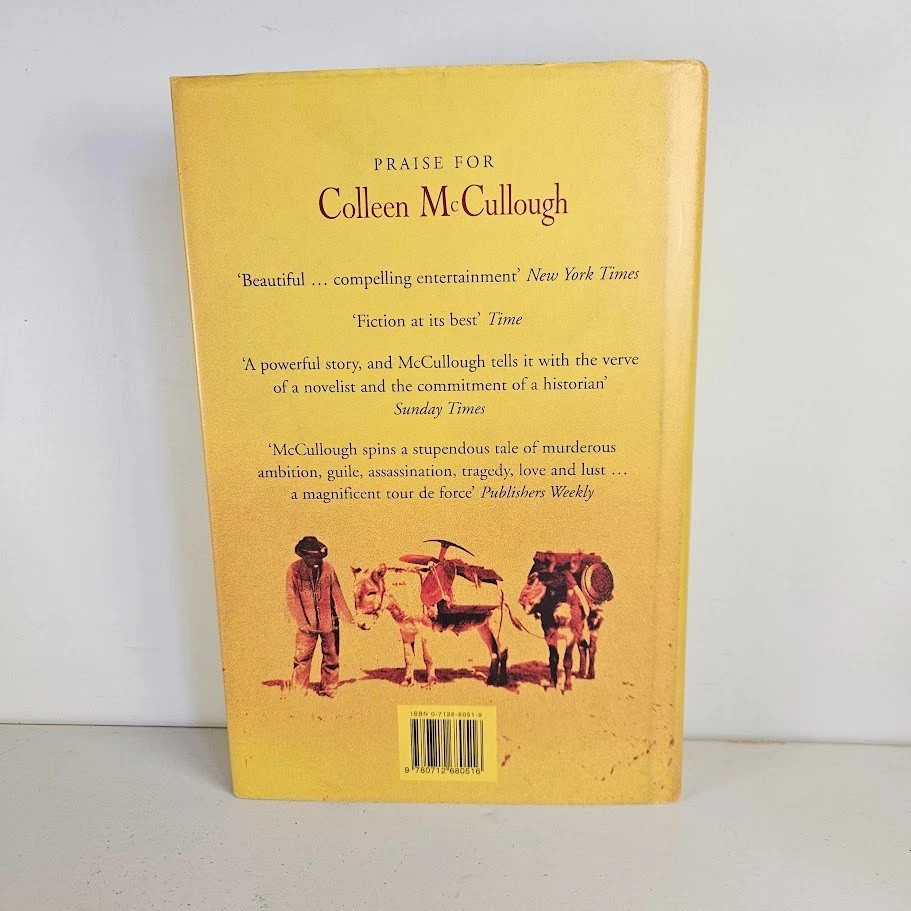 PRAISE FOR
Colleen McCullough
‘Beautiful … compelling entertainment’ New York Times
‘Fiction at its best’ Time
‘A powerful story, and McCullough tells it with the verve
of a novelist and the commitment of a historian’
Sunday Times
‘McCullough spins a stupendous tale of murderous
ambition, guile, assassination, tragedy, love and lust …
a magnificent tour de force’ Publishers Weekly
ISBN 0-7126-8051-9
9 780712 680516